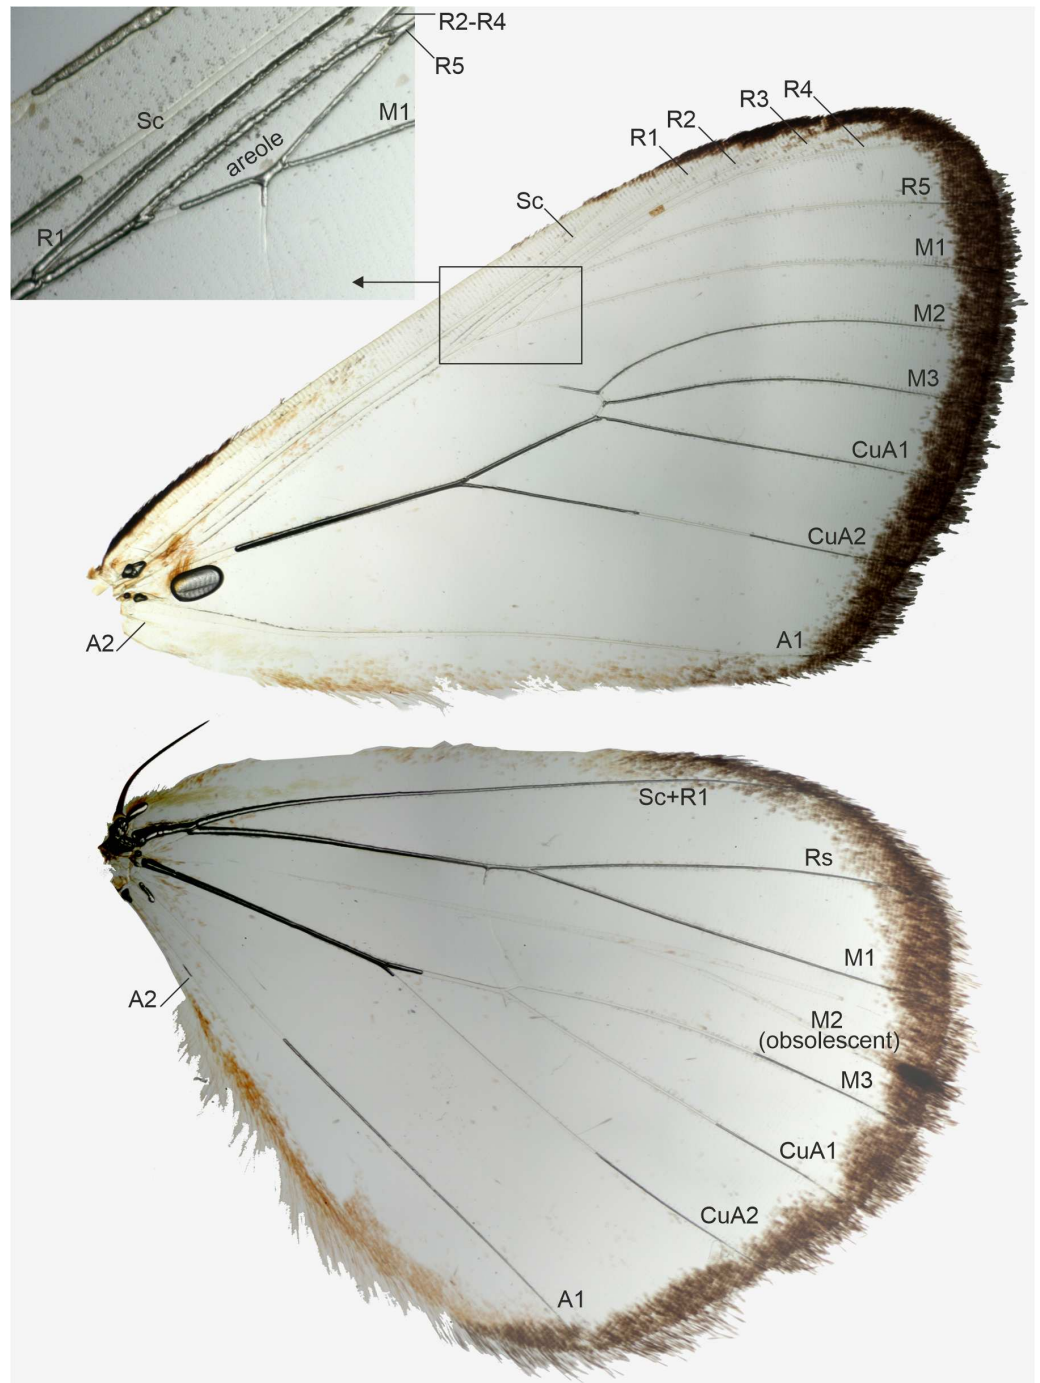 R2-R4
R5
Sc
M1
areole
R1
R4
R3
R2
R1
Sc
R5
M1
M2
M3
CuA1
CuA2
A1
A2
Sc+R1
Rs
M1
A2
M2
(obsolescent)
M3
CuA1
CuA2
A1